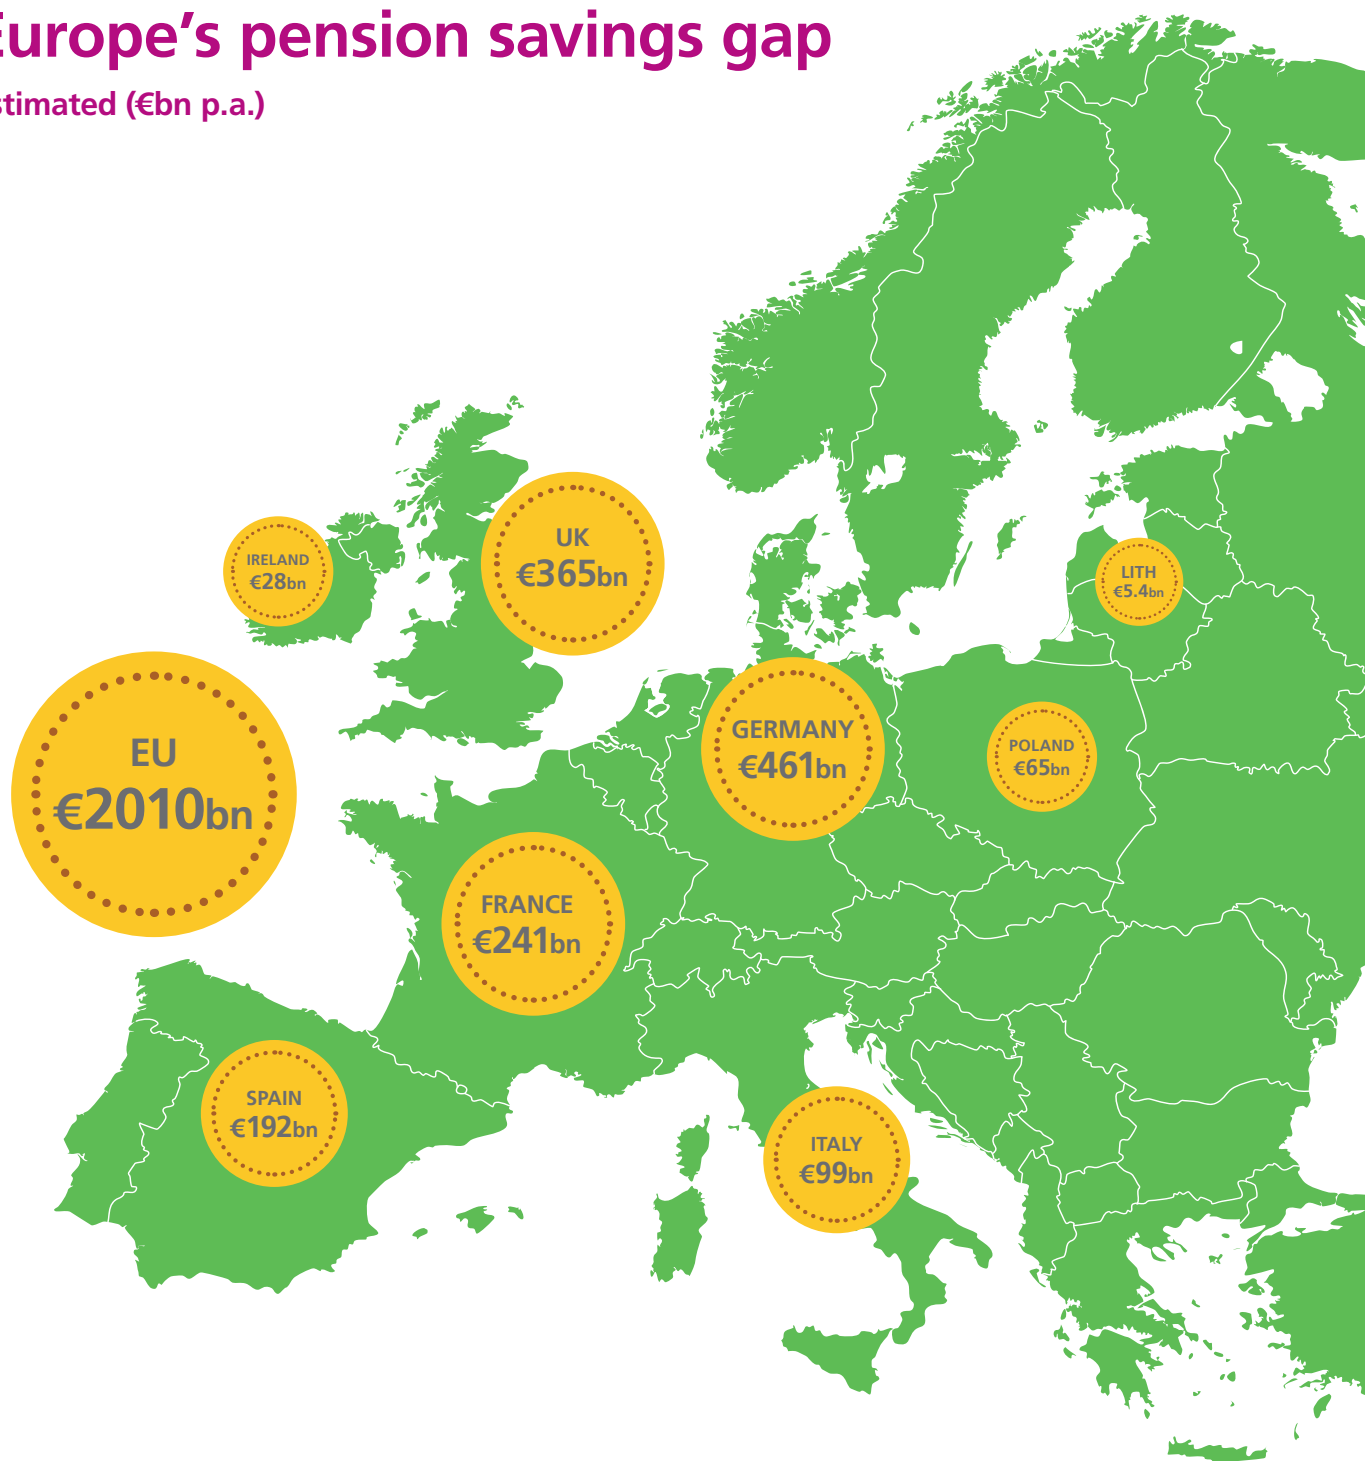 Europe's pension savings gap
stimated (€bn p.a.)
UK
€365bn
IRELAND
€28bn
LITH
€5.4bn
EU
€2010bn
GERMANY
€461bn
POLAND
€65bn
FRANCE
€241bn
SPAIN
€192bn
ITALY
€99bn